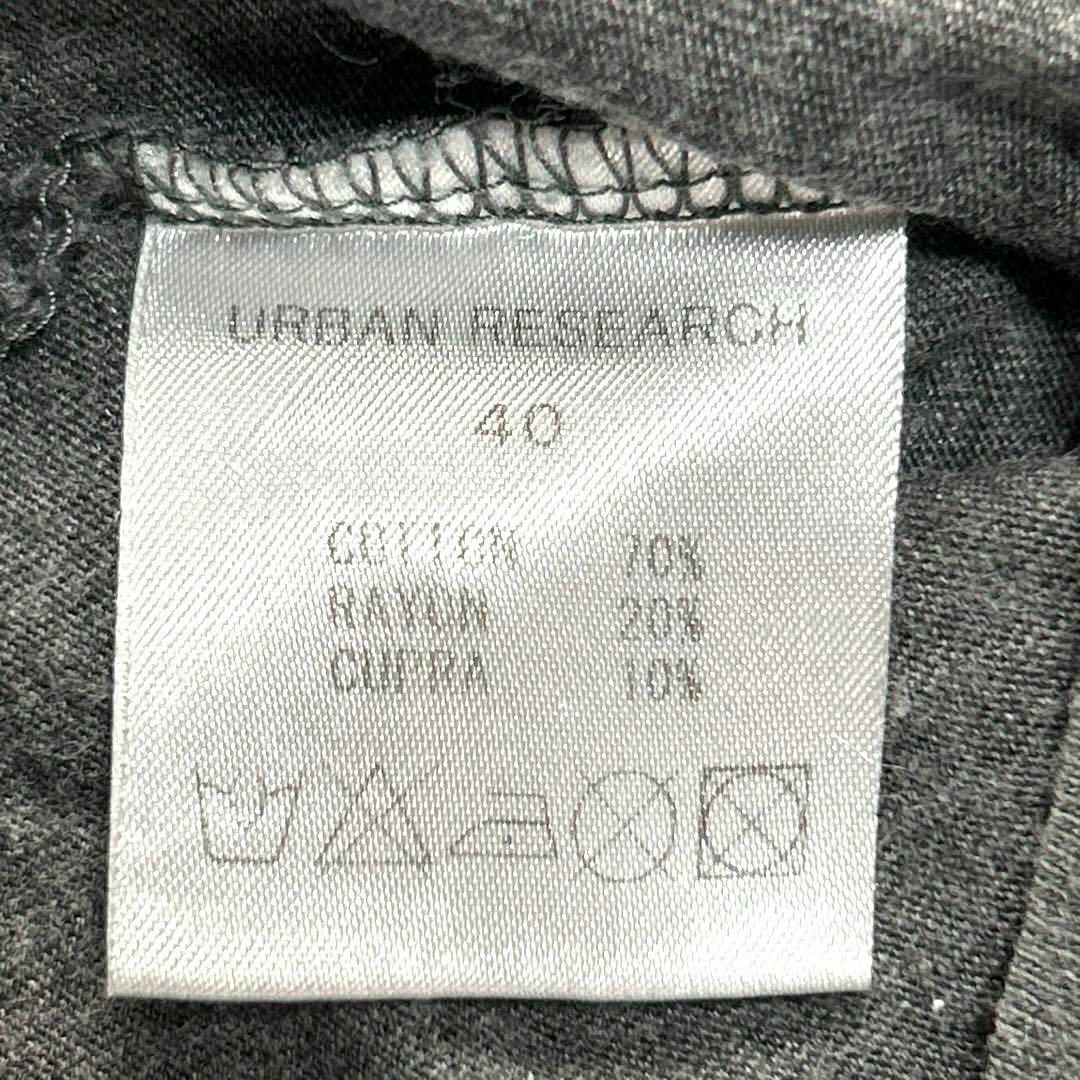 URBAN RESEARCH
40
COTTON 70%
RAYON 20%
CUPRA 10%